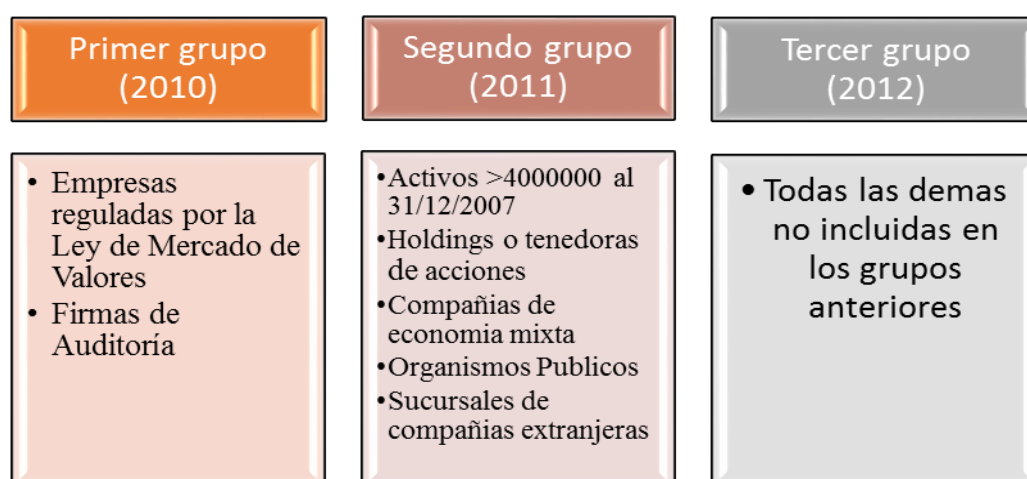 Primer grupo
(2010)
• Empresas
reguladas por la
Ley de Mercado de
Valores
• Firmas de
Auditoría
Segundo grupo
(2011)
•Activos >4000000 al
31/12/2007
•Holdings o tenedoras
de acciones
•Compañias de
economia mixta
•Organismos Publicos
•Sucursales de
compañias extranjeras
Tercer grupo
(2012)
• Todas las demas
no incluidas en
los grupos
anteriores